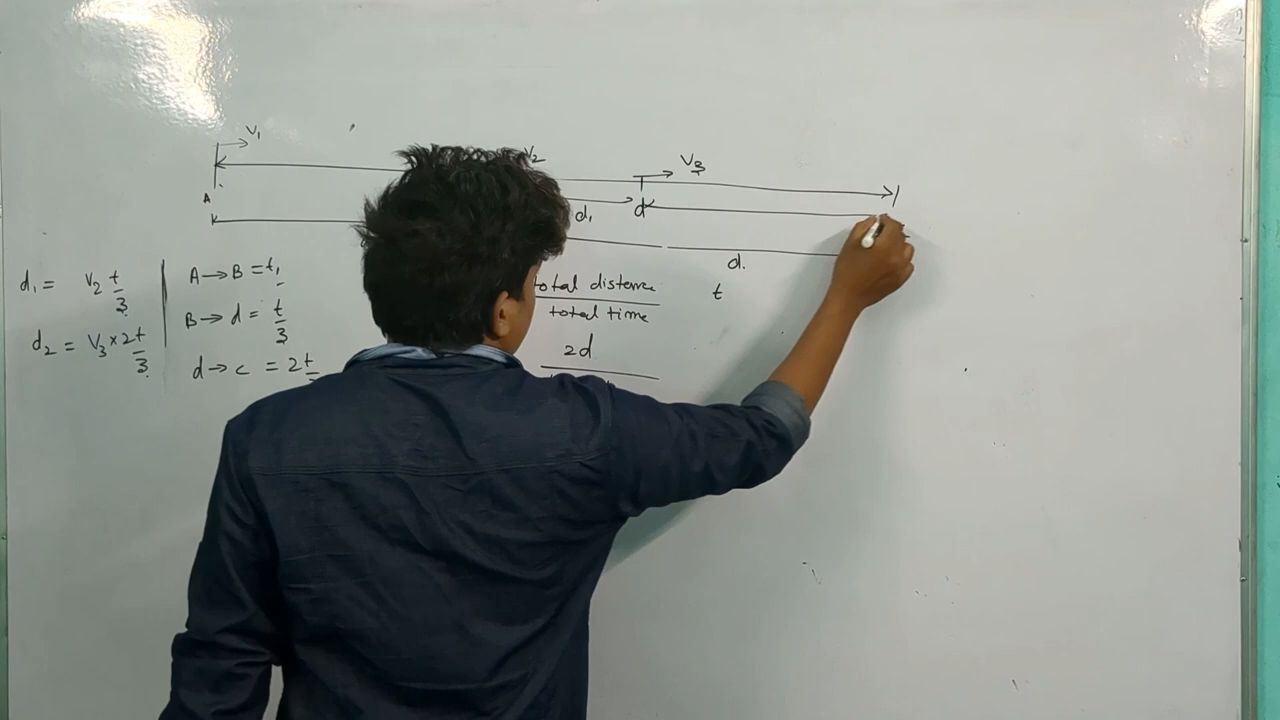 V₁
V₂
V₃
A
d₁
d
d.
d₁ = V₂ t/3
d₂ = V₃ × 2t/3
A → B = t₁
B → d = t/3
d → c = 2t
total distance
total time
t
2d